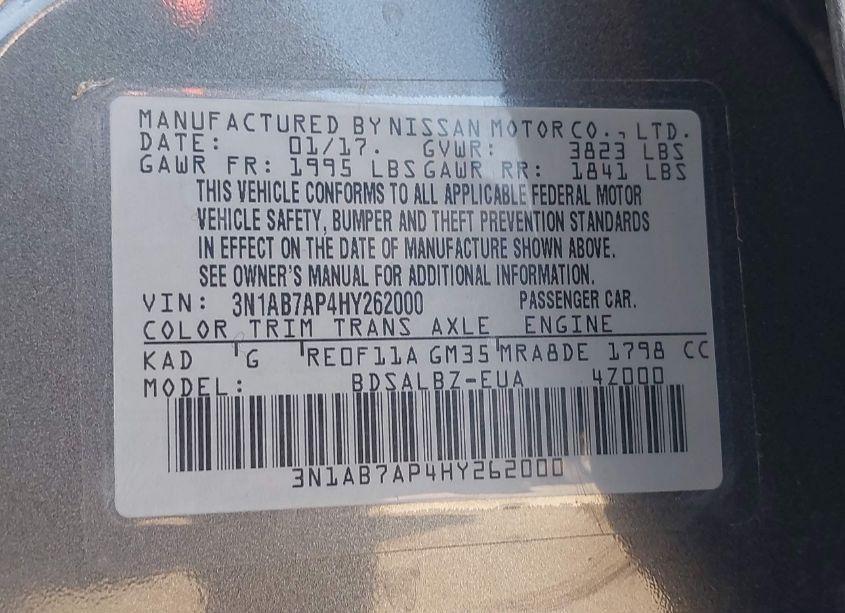 MANUFACTURED BY NISSAN MOTOR CO., LTD.
DATE: 01/17. GVWR: 3823 LBS
GAWR FR: 1995 LBS GAWR RR: 1841 LBS
THIS VEHICLE CONFORMS TO ALL APPLICABLE FEDERAL MOTOR
VEHICLE SAFETY, BUMPER AND THEFT PREVENTION STANDARDS
IN EFFECT ON THE DATE OF MANUFACTURE SHOWN ABOVE.
SEE OWNER'S MANUAL FOR ADDITIONAL INFORMATION.
VIN: 3N1AB7AP4HY262000 PASSENGER CAR.
COLOR TRIM TRANS AXLE ENGINE
KAD G RE0F11A GM35 MRA8DE 1798 CC
MODEL: BDSALBZ-EUA 4Z000
3N1AB7AP4HY262000